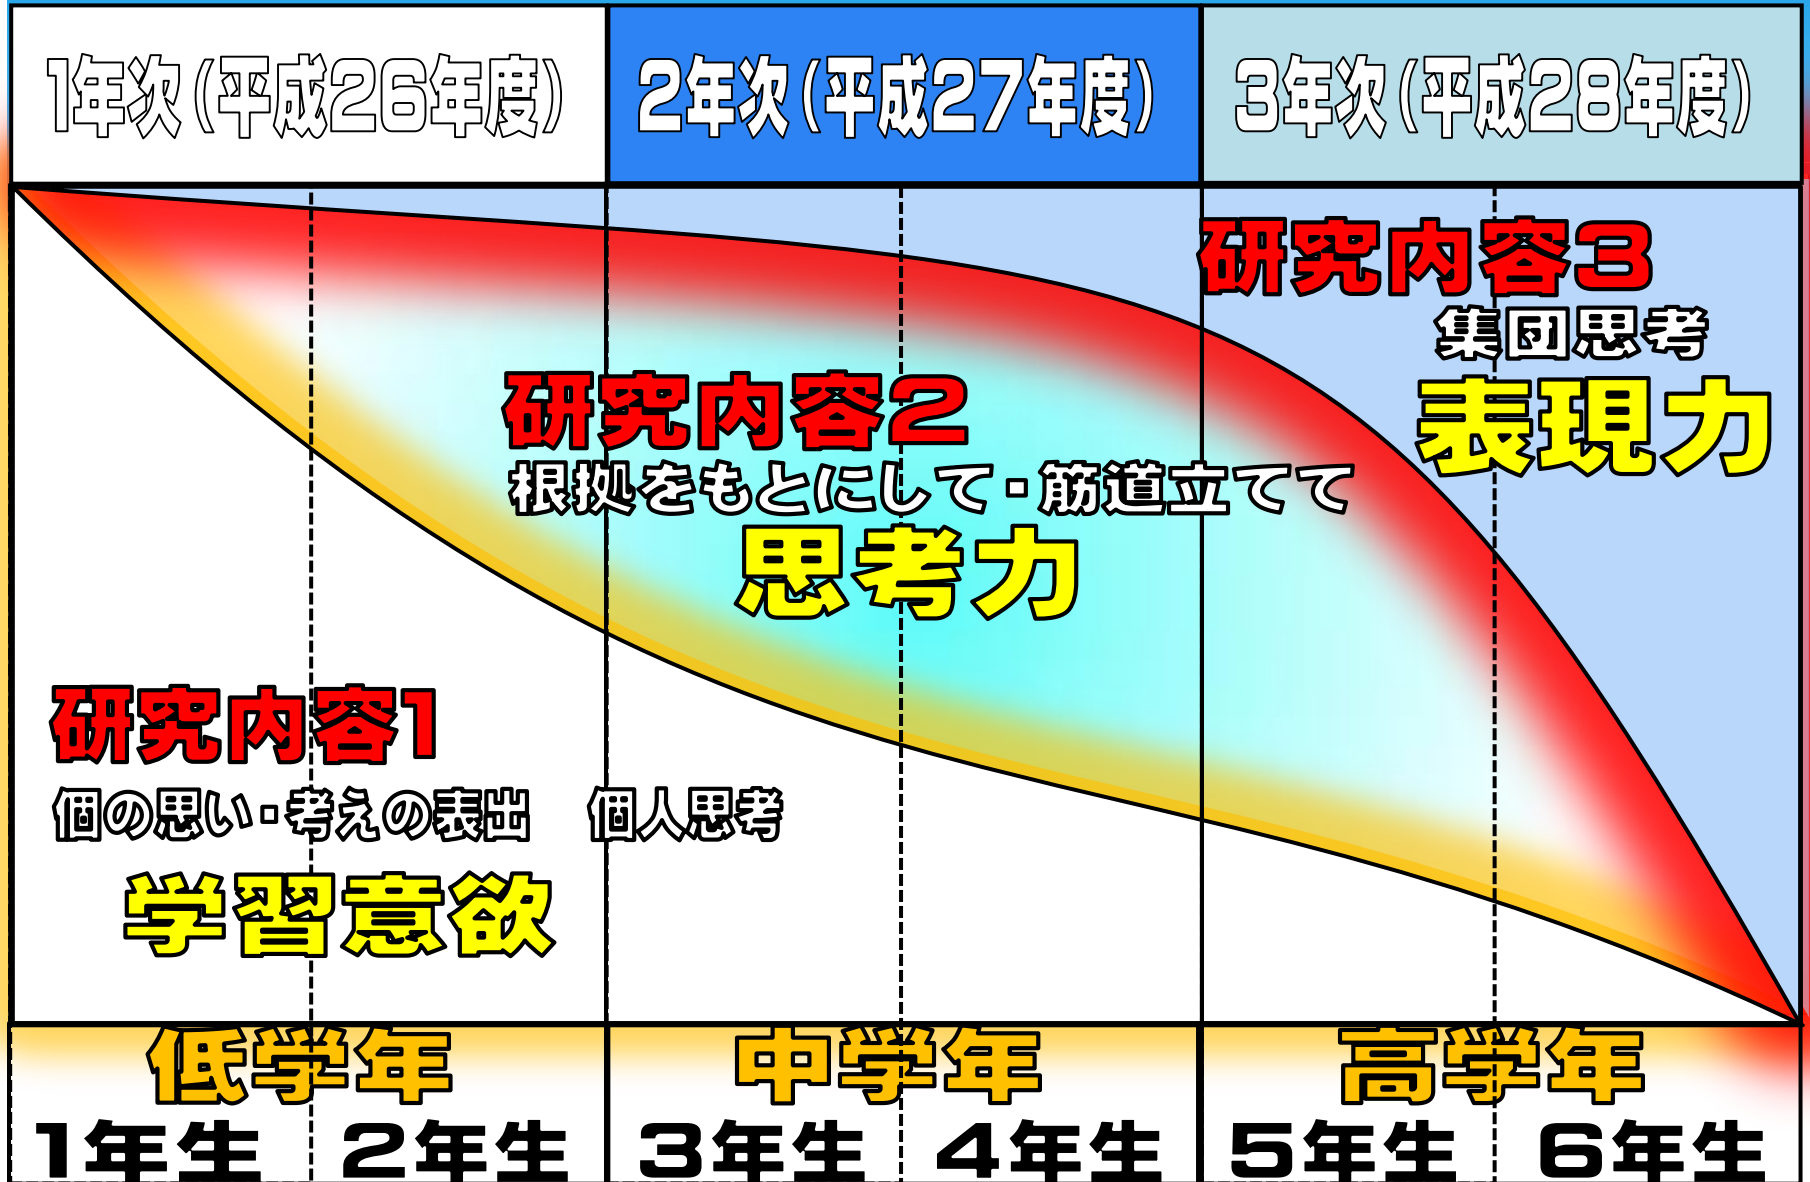 1年次(平成26年度)
2年次(平成27年度)
3年次(平成28年度)
研究内容3
集団思考
表現力
研究内容2
根拠をもとにして・筋道立てて
思考力
研究内容1
個の思い・考えの表出　個人思考
学習意欲
低学年
中学年
高学年
1年生
2年生
3年生
4年生
5年生
6年生